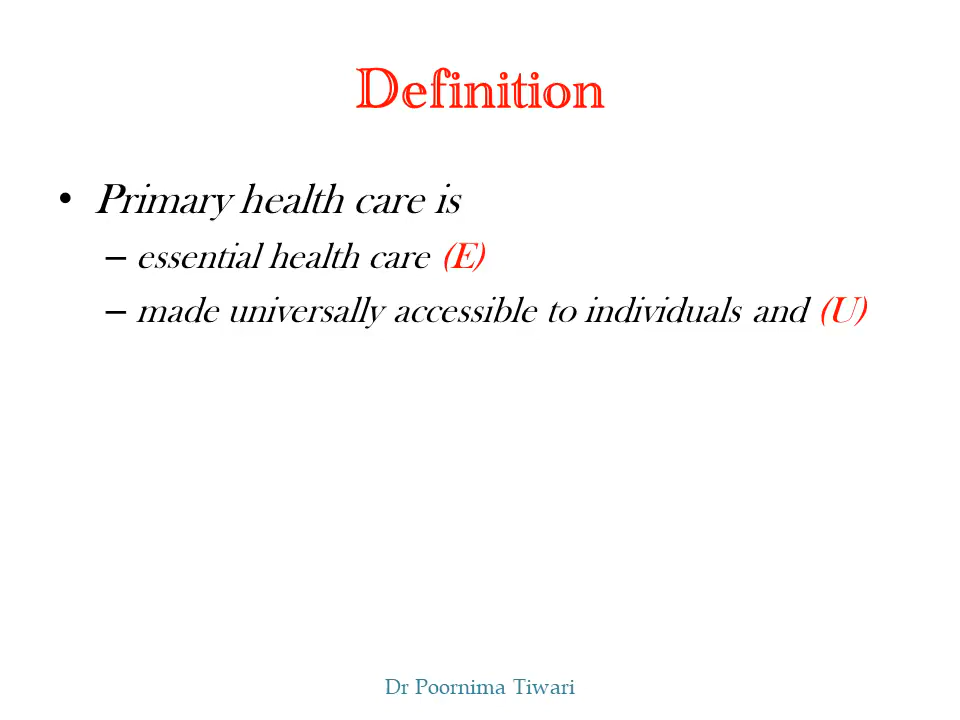 Definition
• Primary health care is
– essential health care (E)
– made universally accessible to individuals and (U)
Dr Poornima Tiwari